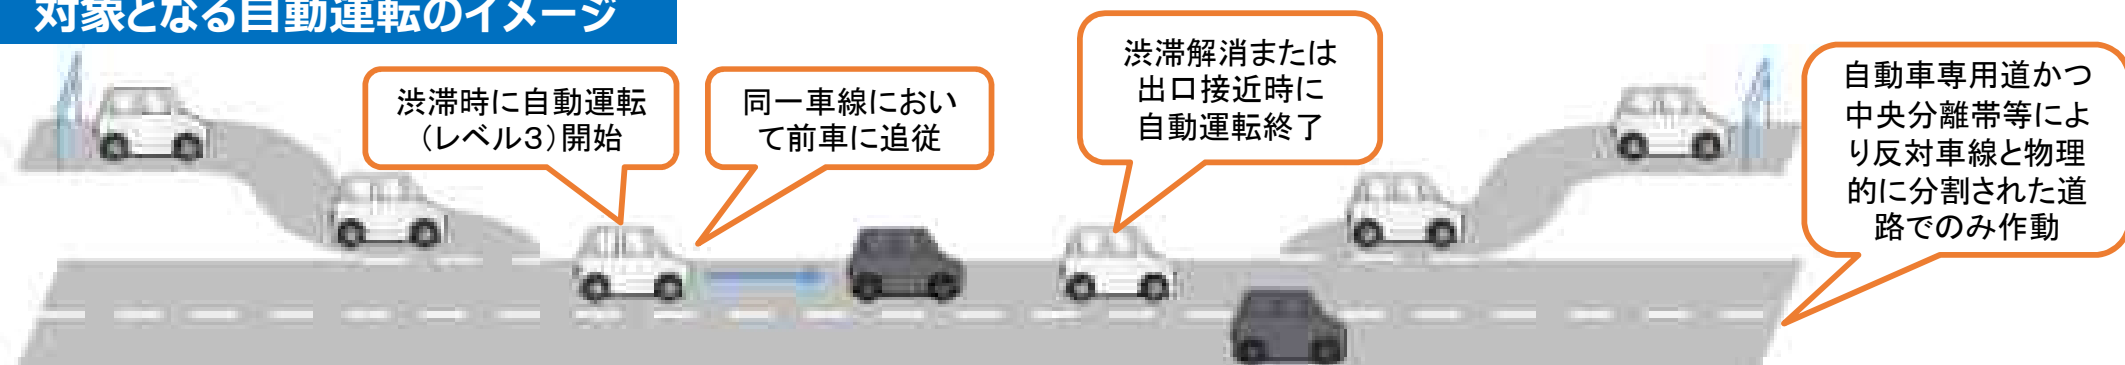 対象となる自動運転のイメージ
渋滞時に自動運転
（レベル３）開始
同一車線におい
て前車に追従
渋滞解消または
出口接近時に
自動運転終了
自動車専用道かつ
中央分離帯等によ
り反対車線と物理
的に分割された道
路でのみ作動